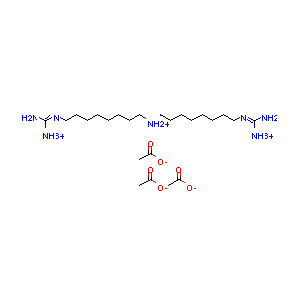 H2N N N NH2
NH2+
NH3+ NH3+
O
O-
O O
O- O-